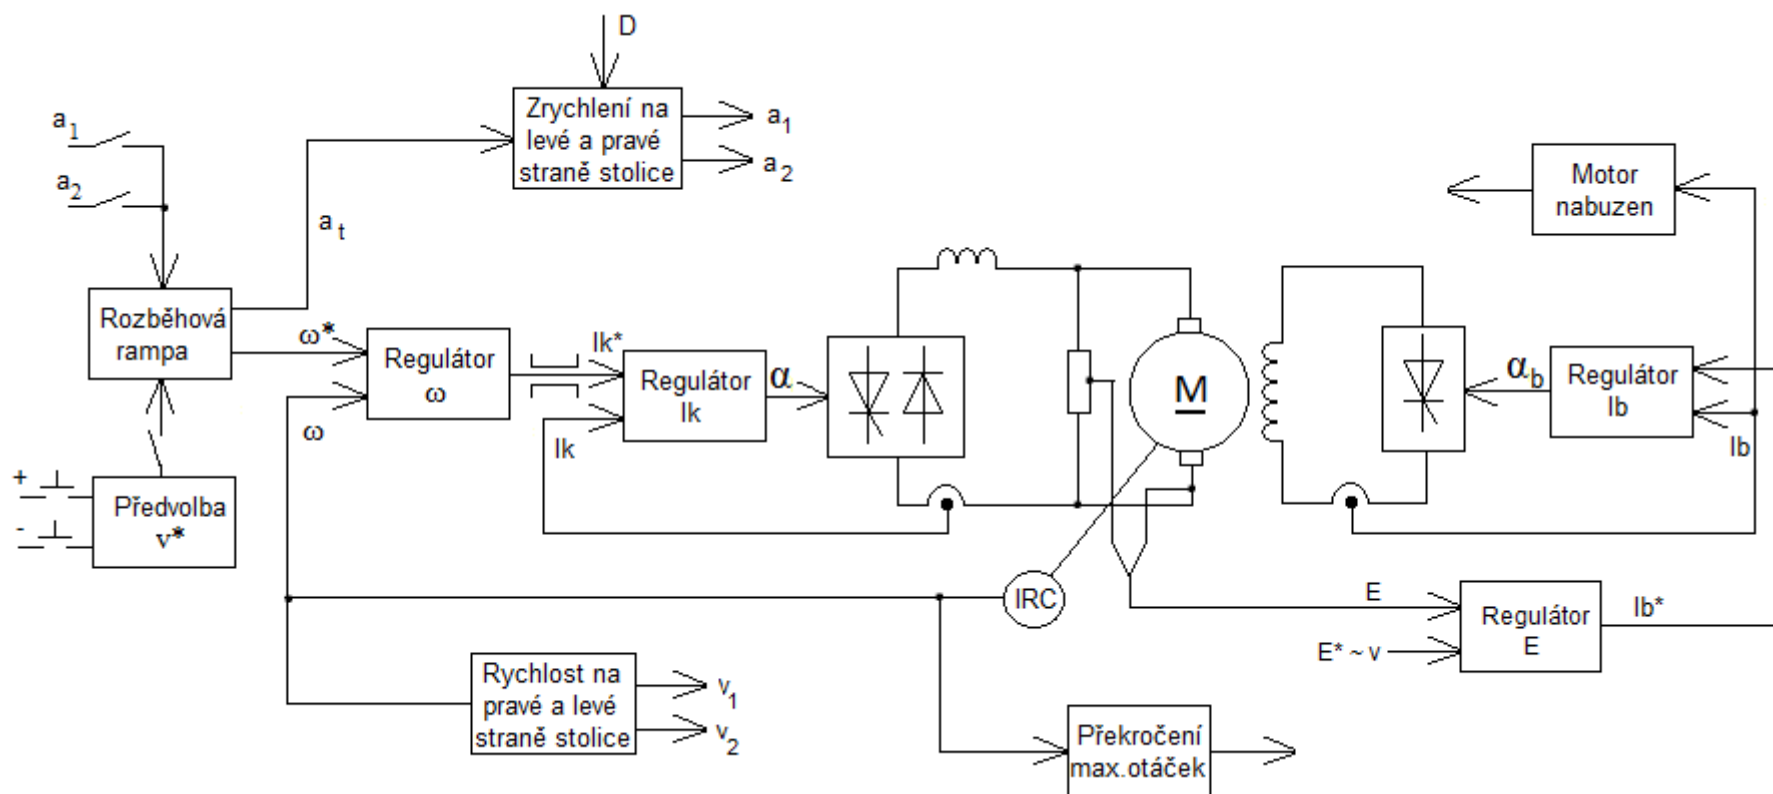 D
Zrychlení na
levé a pravé
straně stolice
a1
a2
a1
a2
at
Motor
nabuzen
Rozběhová
rampa
ω*
ω
Regulátor
ω
Ik*
Ik
Regulátor
Ik
α
M
αb
Regulátor
Ib
Ib
+
-
Předvolba
v*
IRC
E
E* ~ v
Regulátor
E
Ib*
Rychlost na
pravé a levé
straně stolice
v1
v2
Překročení
max.otáček